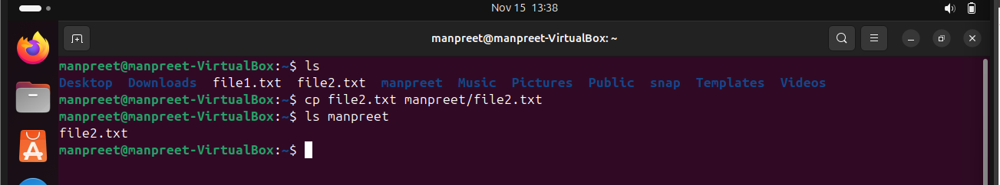 Nov 15 13:38
manpreet@manpreet-VirtualBox: ~
manpreet@manpreet-VirtualBox:~$ ls
Desktop Downloads file1.txt file2.txt manpreet Music Pictures Public snap Templates Videos
manpreet@manpreet-VirtualBox:~$ cp file2.txt manpreet/file2.txt
manpreet@manpreet-VirtualBox:~$ ls manpreet
file2.txt
manpreet@manpreet-VirtualBox:~$